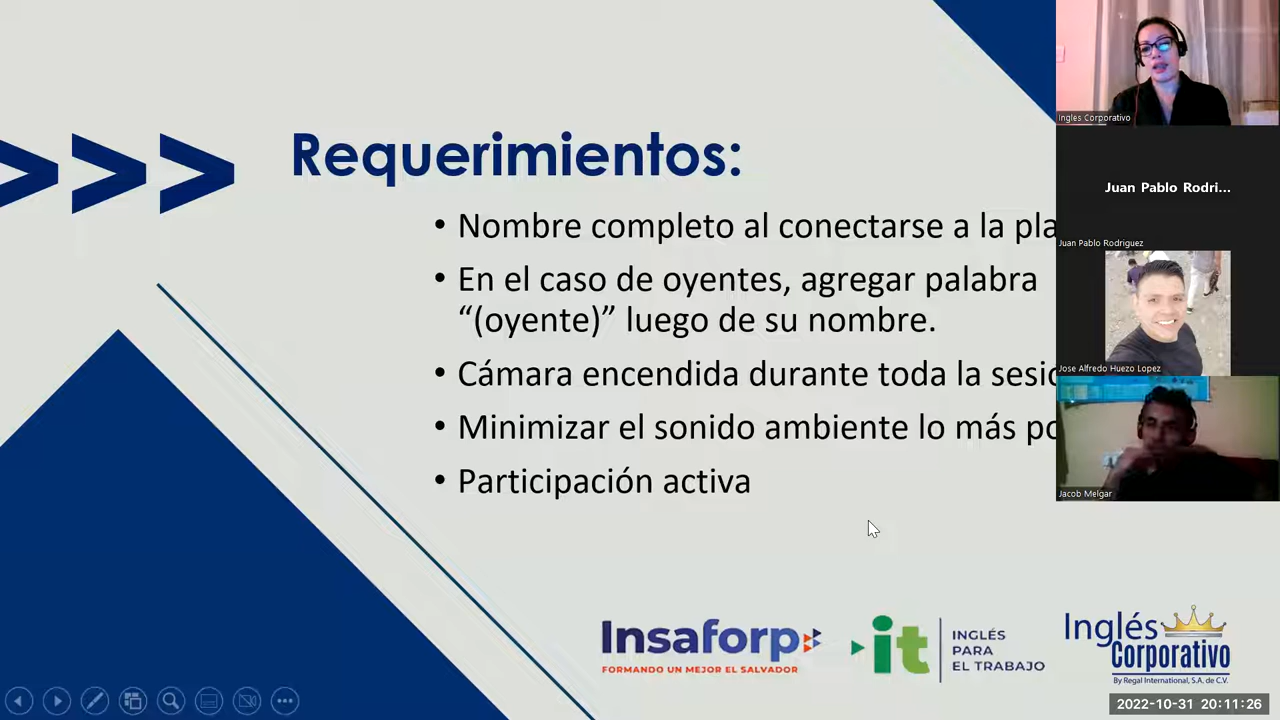 >>>
Requerimientos:
• Nombre completo al conectarse a la pla
• En el caso de oyentes, agregar palabra
“(oyente)” luego de su nombre.
• Cámara encendida durante toda la sesic
• Minimizar el sonido ambiente lo más po
• Participación activa
Ingles Corporativo
Juan Pablo Rodri...
Juan Pablo Rodriguez
Jose Alfredo Huezo Lopez
Jacob Melgar
Insaforp
FORMANDO UN MEJOR EL SALVADOR
it
INGLÉS
PARA
EL TRABAJO
Inglés
Corporativo
By Regal International, S.A. de C.V.
2022-10-31 20:11:26